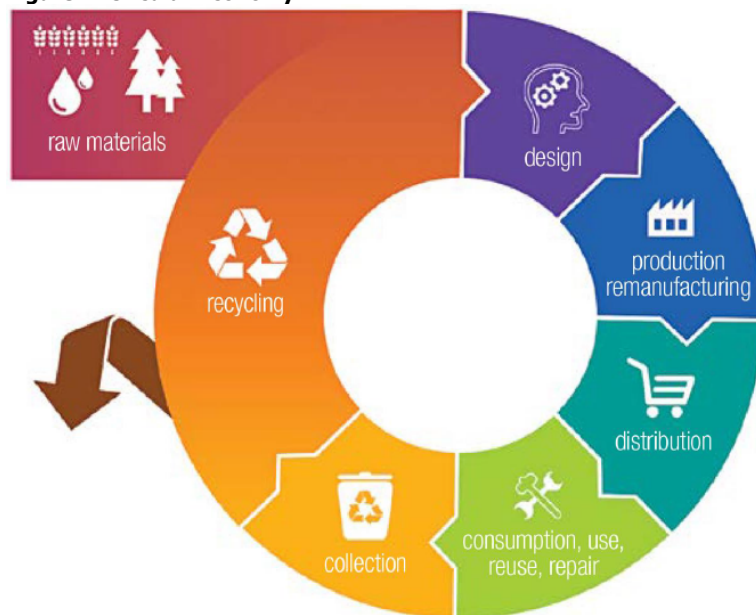 raw materials
design
production
remanufacturing
distribution
consumption, use,
reuse, repair
collection
recycling